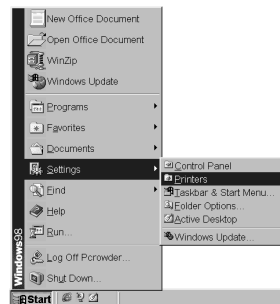 New Office Document
Open Office Document
WinZip
Windows Update
Programs
Favorites
Documents
Settings
Control Panel
Printers
Taskbar & Start Menu...
Folder Options...
Active Desktop
Windows Update...
Find
Help
Run...
Log Off Pcrowder...
Shut Down...
Windows98
Start